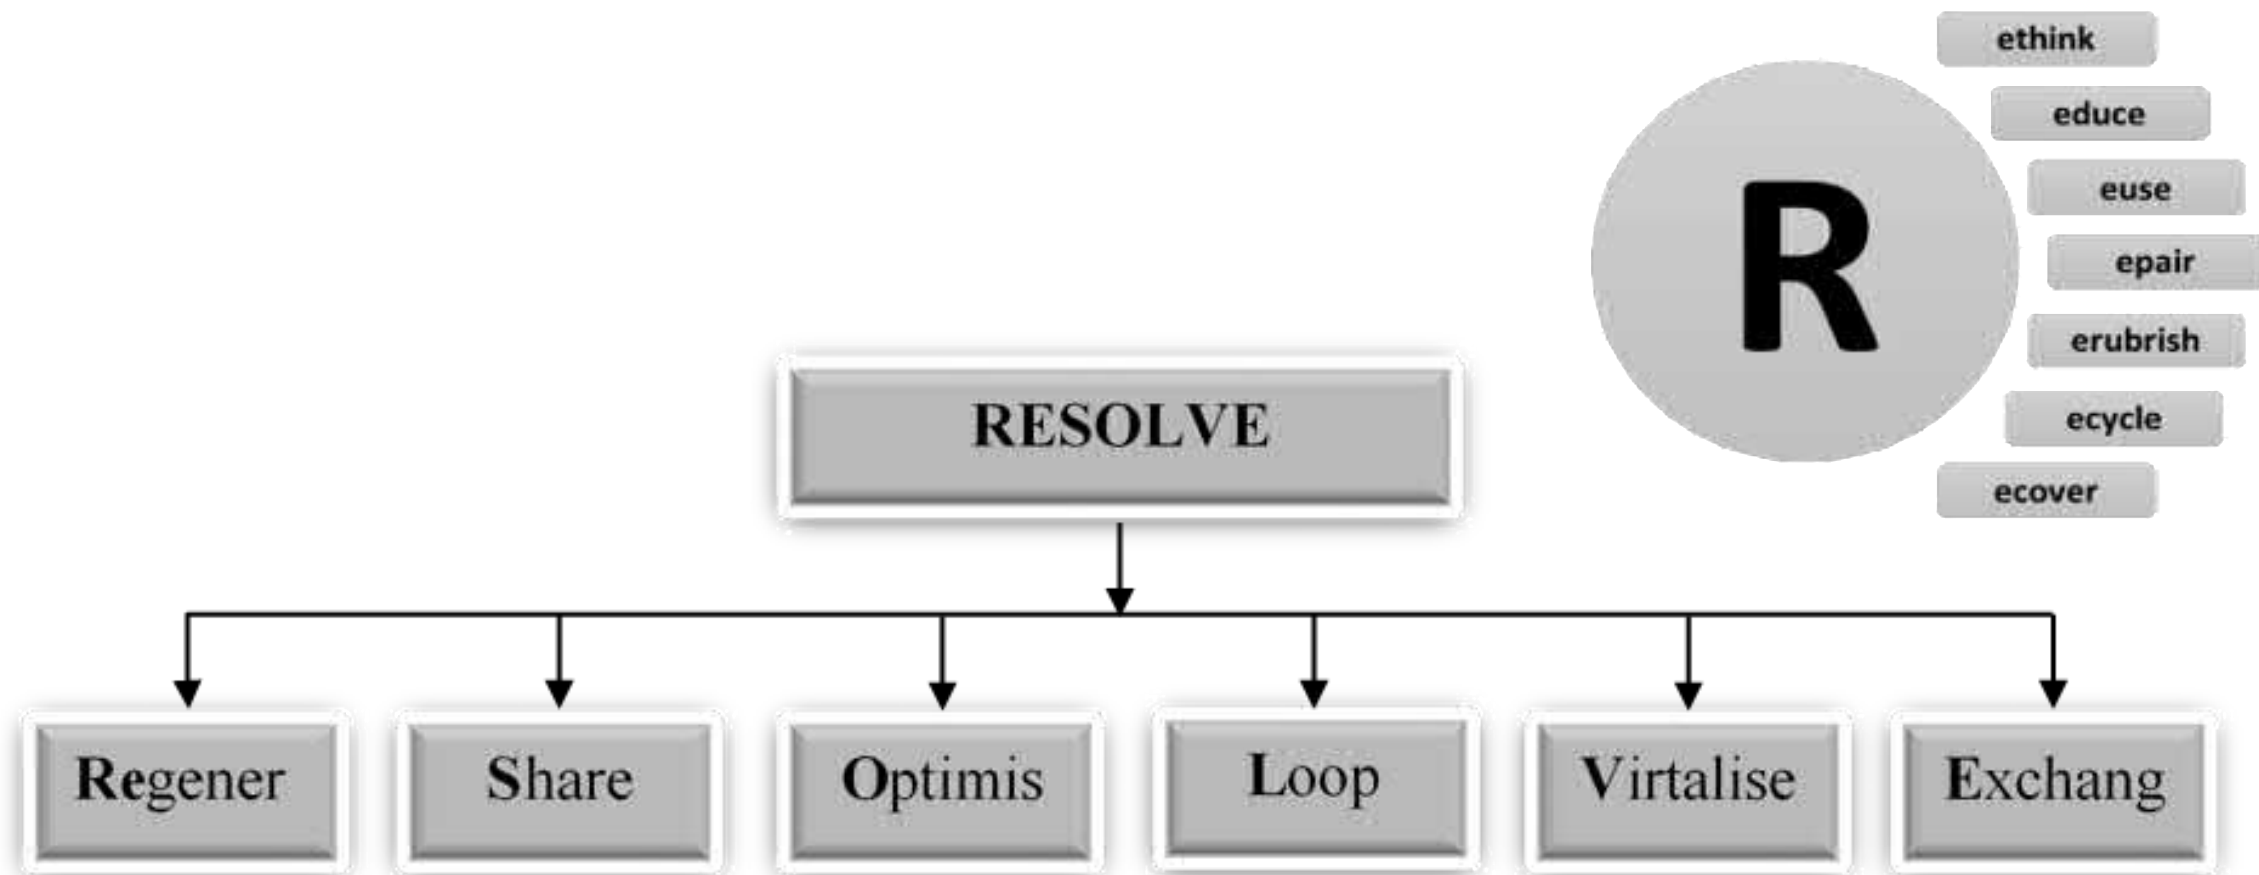 ethink
educe
euse
epair
erubrish
ecycle
ecover
R
RESOLVE
Regener
Share
Optimis
Loop
Virtalise
Exchang